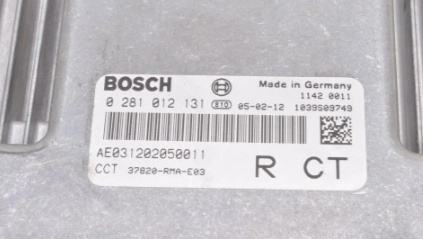 BOSCH Made in Germany
1142 0011
0 281 012 131 810 05-02-12 1039S09749
AE031202050011
CCT 37820-RMA-E03 R CT